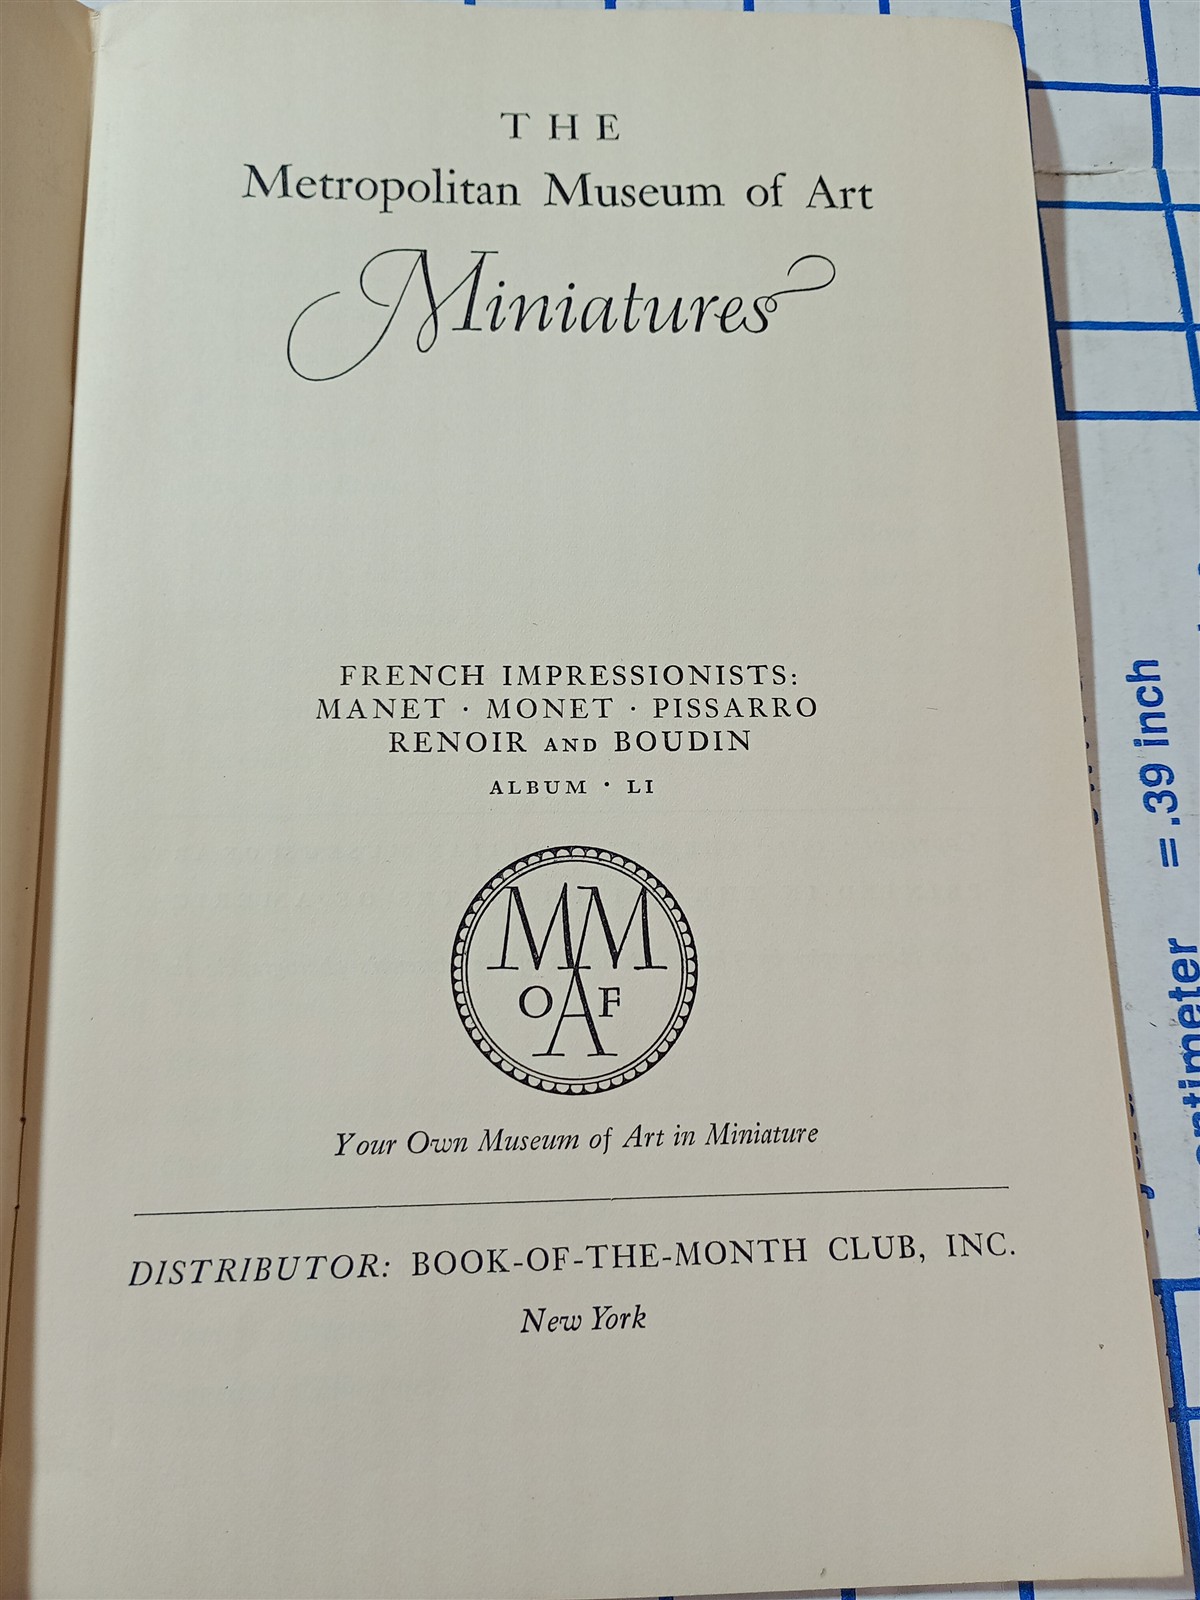 THE
Metropolitan Museum of Art
Miniatures
FRENCH IMPRESSIONISTS:
MANET · MONET · PISSARRO
RENOIR AND BOUDIN
ALBUM · LI
MM
OAF
Your Own Museum of Art in Miniature
DISTRIBUTOR: BOOK-OF-THE-MONTH CLUB, INC.
New York
= .39 inch